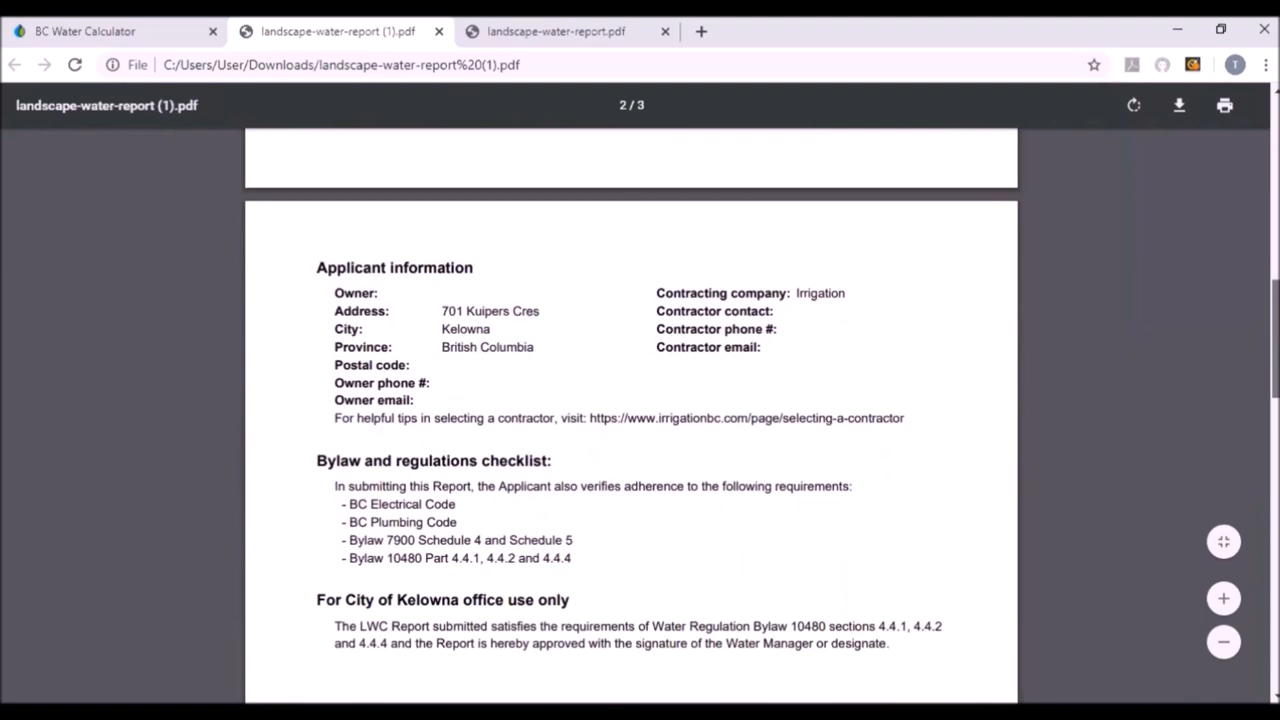 BC Water Calculator
landscape-water-report (1).pdf
landscape-water-report.pdf
File
C:/Users/User/Downloads/landscape-water-report%20(1).pdf
T
landscape-water-report (1).pdf
2 / 3
Applicant information
Owner:
Address: 701 Kuipers Cres
City: Kelowna
Province: British Columbia
Postal code:
Owner phone #:
Owner email:
Contracting company: Irrigation
Contractor contact:
Contractor phone #:
Contractor email:
For helpful tips in selecting a contractor, visit: https://www.irrigationbc.com/page/selecting-a-contractor
Bylaw and regulations checklist:
In submitting this Report, the Applicant also verifies adherence to the following requirements:
- BC Electrical Code
- BC Plumbing Code
- Bylaw 7900 Schedule 4 and Schedule 5
- Bylaw 10480 Part 4.4.1, 4.4.2 and 4.4.4
For City of Kelowna office use only
The LWC Report submitted satisfies the requirements of Water Regulation Bylaw 10480 sections 4.4.1, 4.4.2
and 4.4.4 and the Report is hereby approved with the signature of the Water Manager or designate.